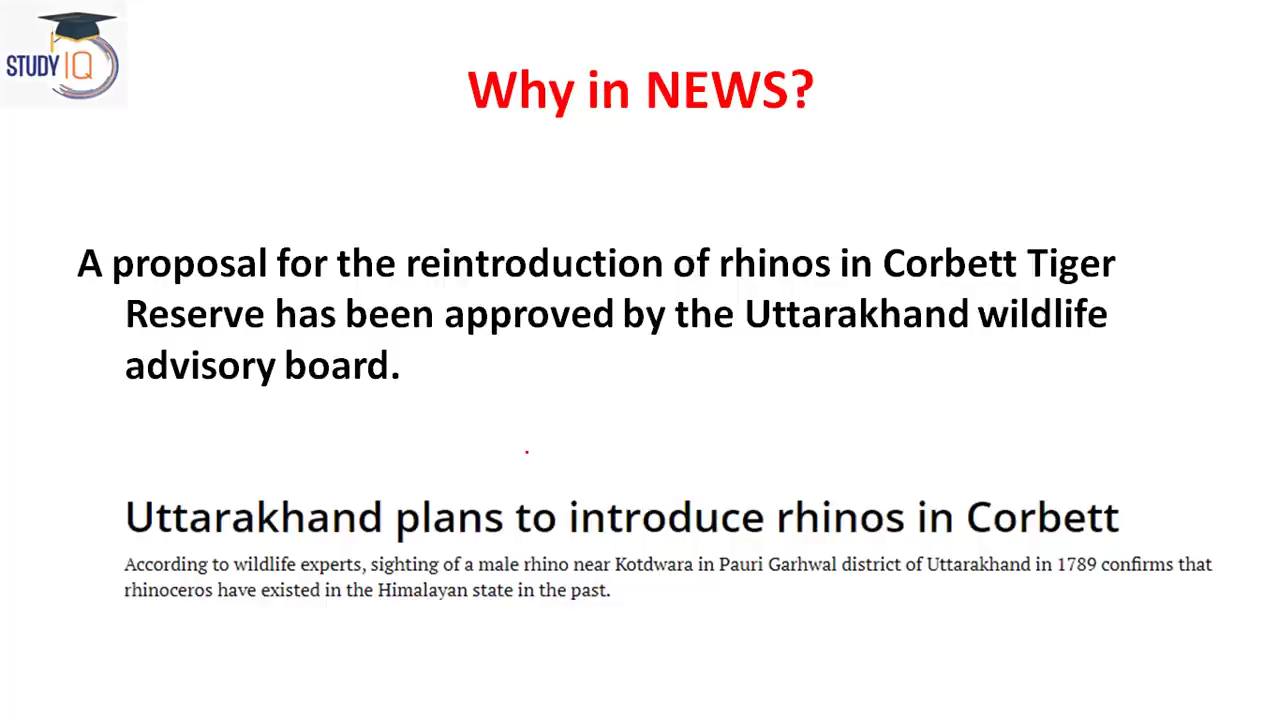 STUDY IQ
Why in NEWS?
A proposal for the reintroduction of rhinos in Corbett Tiger
Reserve has been approved by the Uttarakhand wildlife
advisory board.
Uttarakhand plans to introduce rhinos in Corbett
According to wildlife experts, sighting of a male rhino near Kotdwara in Pauri Garhwal district of Uttarakhand in 1789 confirms that
rhinoceros have existed in the Himalayan state in the past.